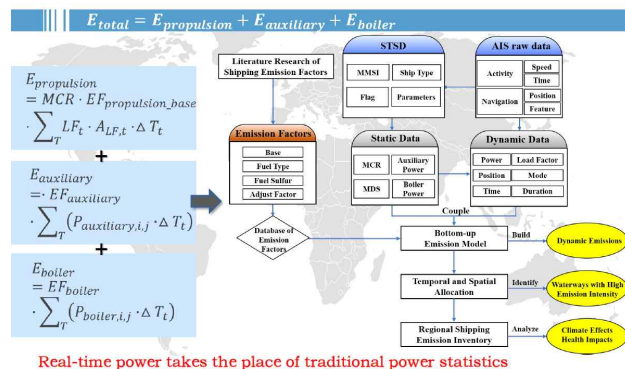 E_total = E_propulsion + E_auxiliary + E_boiler
E_propulsion
= MCR · EF_propulsion_base
· ∑_T LF_t · A_LF,t · Δ T_t
+
E_auxiliary
=· EF_auxiliary
· ∑_T (P_auxiliary,i,j · Δ T_t)
+
E_boiler
= EF_boiler
· ∑_T (P_boiler,i,j · Δ T_t)
Literature Research of
Shipping Emission Factors
STSD
MMSI
Ship Type
Flag
Parameters
AIS raw data
Activity
Speed
Time
Navigation
Position
Feature
Emission Factors
Base
Fuel Type
Fuel Sulfur
Adjust Factor
Static Data
MCR
Auxiliary
Power
MDS
Boiler
Power
Dynamic Data
Power
Load Factor
Position
Mode
Time
Duration
Couple
Database of
Emission
Factors
Bottom-up
Emission Model
Build
Dynamic Emissions
Temporal and Spatial
Allocation
Identify
Waterways with High
Emission Intensity
Regional Shipping
Emission Inventory
Analyze
Climate Effects
Health Impacts
Real-time power takes the place of traditional power statistics